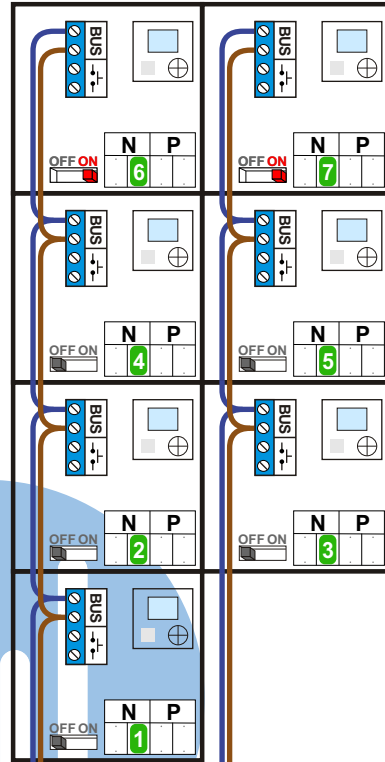 BUS
BUS
OFF ON
N P
6
OFF ON
N P
7
BUS
BUS
OFF ON
N P
4
OFF ON
N P
5
BUS
BUS
OFF ON
N P
2
OFF ON
N P
3
BUS
OFF ON
N P
1